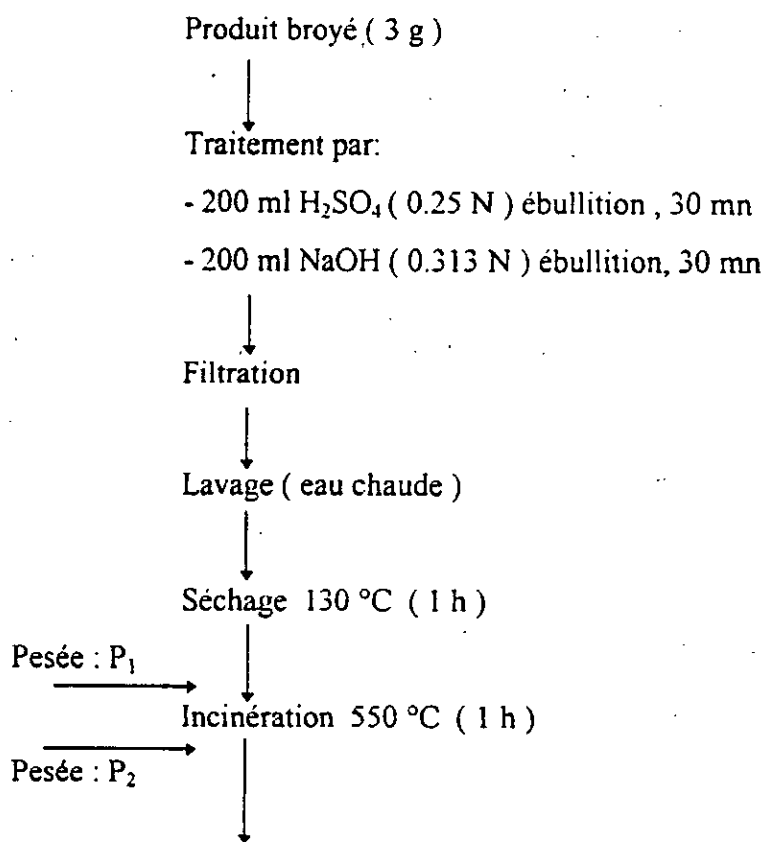 Produit broyé ( 3 g )
Traitement par:
- 200 ml H₂SO₄ ( 0.25 N ) ébullition , 30 mn
- 200 ml NaOH ( 0.313 N ) ébullition, 30 mn
Filtration
Lavage ( eau chaude )
Séchage 130 °C ( 1 h )
Pesée : P₁
Incinération 550 °C ( 1 h )
Pesée : P₂